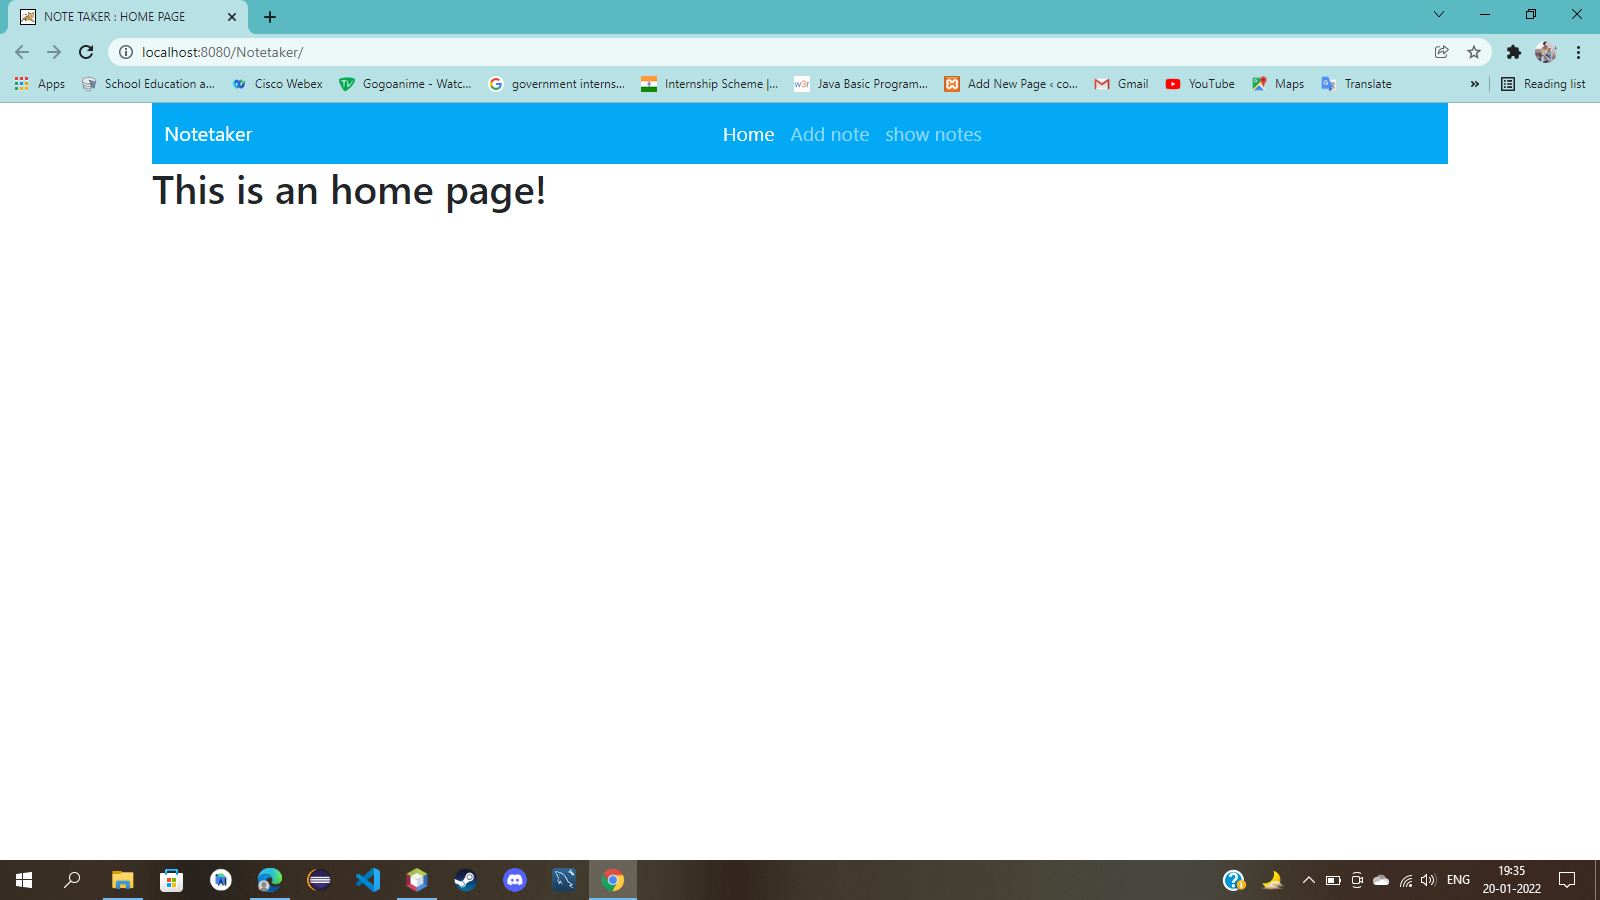 NOTE TAKER : HOME PAGE
localhost:8080/Notetaker/
Apps School Education a... Cisco Webex Gogoanime - Watc... government interns... Internship Scheme |... w3r Java Basic Program... Add New Page ‹ co... Gmail YouTube Maps Translate » Reading list
Notetaker Home Add note show notes
This is an home page!
ENG 19:35
20-01-2022